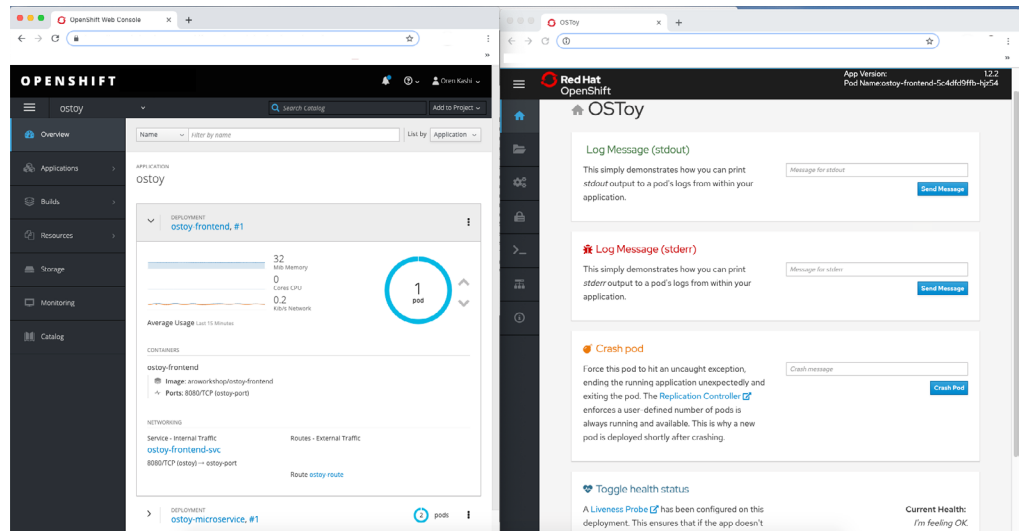 OpenShift Web Console
OPENSHIFT
Oren Kashi
ostoy
Search Catalog
Add to Project
Overview
Applications
Builds
Resources
Storage
Monitoring
Catalog
Name
Filter by name
List by
Application
APPLICATION
ostoy
DEPLOYMENT
ostoy-frontend, #1
32
Mib Memory
0
Cores CPU
0.2
Kib/s Network
1
pod
Average Usage Last 15 Minutes
CONTAINERS
ostoy-frontend
Image: aroworkshop/ostoy-frontend
Ports: 8080/TCP (ostoy-port)
NETWORKING
Service - Internal Traffic
ostoy-frontend-svc
8080/TCP (ostoy) → ostoy-port
Routes - External Traffic
Route ostoy-route
DEPLOYMENT
ostoy-microservice, #1
2 pods
OSToy
Red Hat
OpenShift
App Version: 1.2.2
Pod Name:ostoy-frontend-5c4dfd9ffb-hjz54
OSToy
Log Message (stdout)
This simply demonstrates how you can print
stdout output to a pod's logs from within your
application.
Message for stdout
Send Message
Log Message (stderr)
This simply demonstrates how you can print
stderr output to a pod's logs from within your
application.
Message for stderr
Send Message
Crash pod
Force this pod to hit an uncaught exception,
ending the running application unexpectedly and
exiting the pod. The Replication Controller
enforces a user-defined number of pods is
always running and available. This is why a new
pod is deployed shortly after crashing.
Crash message
Crash Pod
Toggle health status
A Liveness Probe has been configured on this
deployment. This ensures that if the app doesn't
Current Health:
I'm feeling OK.